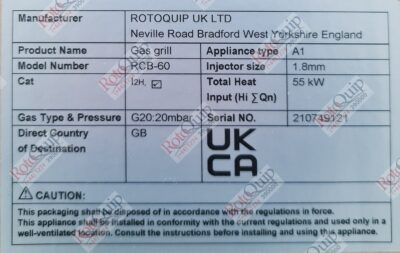 Manufacturer ROTOQUIP UK LTD
Neville Road Bradford West Yorkshire England
Product Name Gas grill Appliance type A1
Model Number RCB-60 Injector size 1.8mm
Cat I2H, Total Heat 55 kW
Input (Hi ∑Qn)
Gas Type & Pressure G20:20mbar Serial NO. 210749121
Direct Country GB UK
of Destination CA
⚠ CAUTION:
This packaging shall be disposed of in accordance with the regulations in force.
This appliance shall be installed in conformity with the current regulations and used only in a
well-ventilated location. Consult the instructions before installing and using this appliance.